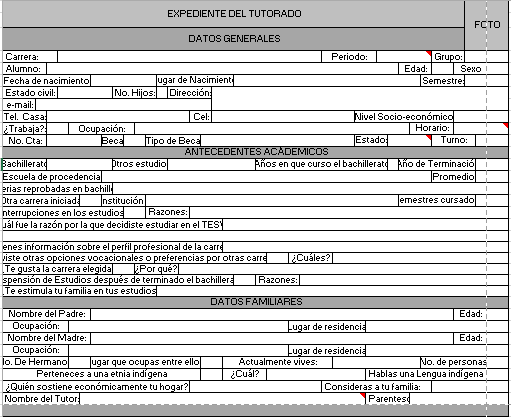 EXPEDIENTE DEL TUTORADO
FOTO
DATOS GENERALES
Carrera: Periodo: Grupo:
Alumno: Edad: Sexo
Fecha de nacimiento ugar de Nacimient Semestre:
Estado civil: No. Hijos: Dirección:
e-mail:
Tel. Casa: Cel: Nivel Socio-económico
¿Trabaja?: Ocupación: Horario:
No. Cta: Beca Tipo de Beca Estado: Turno:
ANTECEDENTES ACÁDEMICOS
Bachillerato Otros estudio Años en que curso el bachillerato Año de Terminació
Escuela de procedencia Promedio
erias reprobadas en bachille
Otra carrera iniciada Institución emestres cursado
nterrupciones en los estudios Razones:
uál fue la razón por la que decidiste estudiar en el TESV
enes información sobre el perfil profesional de la carre
viste otras opciones vocacionales o preferencias por otras carre ¿Cuáles?
Te gusta la carrera elegida ¿Por qué?
spensión de Estudios después de terminado el bachillera Razones:
Te estimula tu familia en tus estudios
DATOS FAMILIARES
Nombre del Padre: Edad:
Ocupación: Lugar de residencia
Nombre del Madre: Edad:
Ocupación: Lugar de residencia
lo. De Hermano ugar que ocupas entre ello Actualmente vives: No. de personas
Perteneces a una etnia indígena ¿Cuál? Hablas una Lengua indígena
¿Quién sostiene económicamente tu hogar? Consideras a tu familia:
Nombre del Tutor: Parentesc